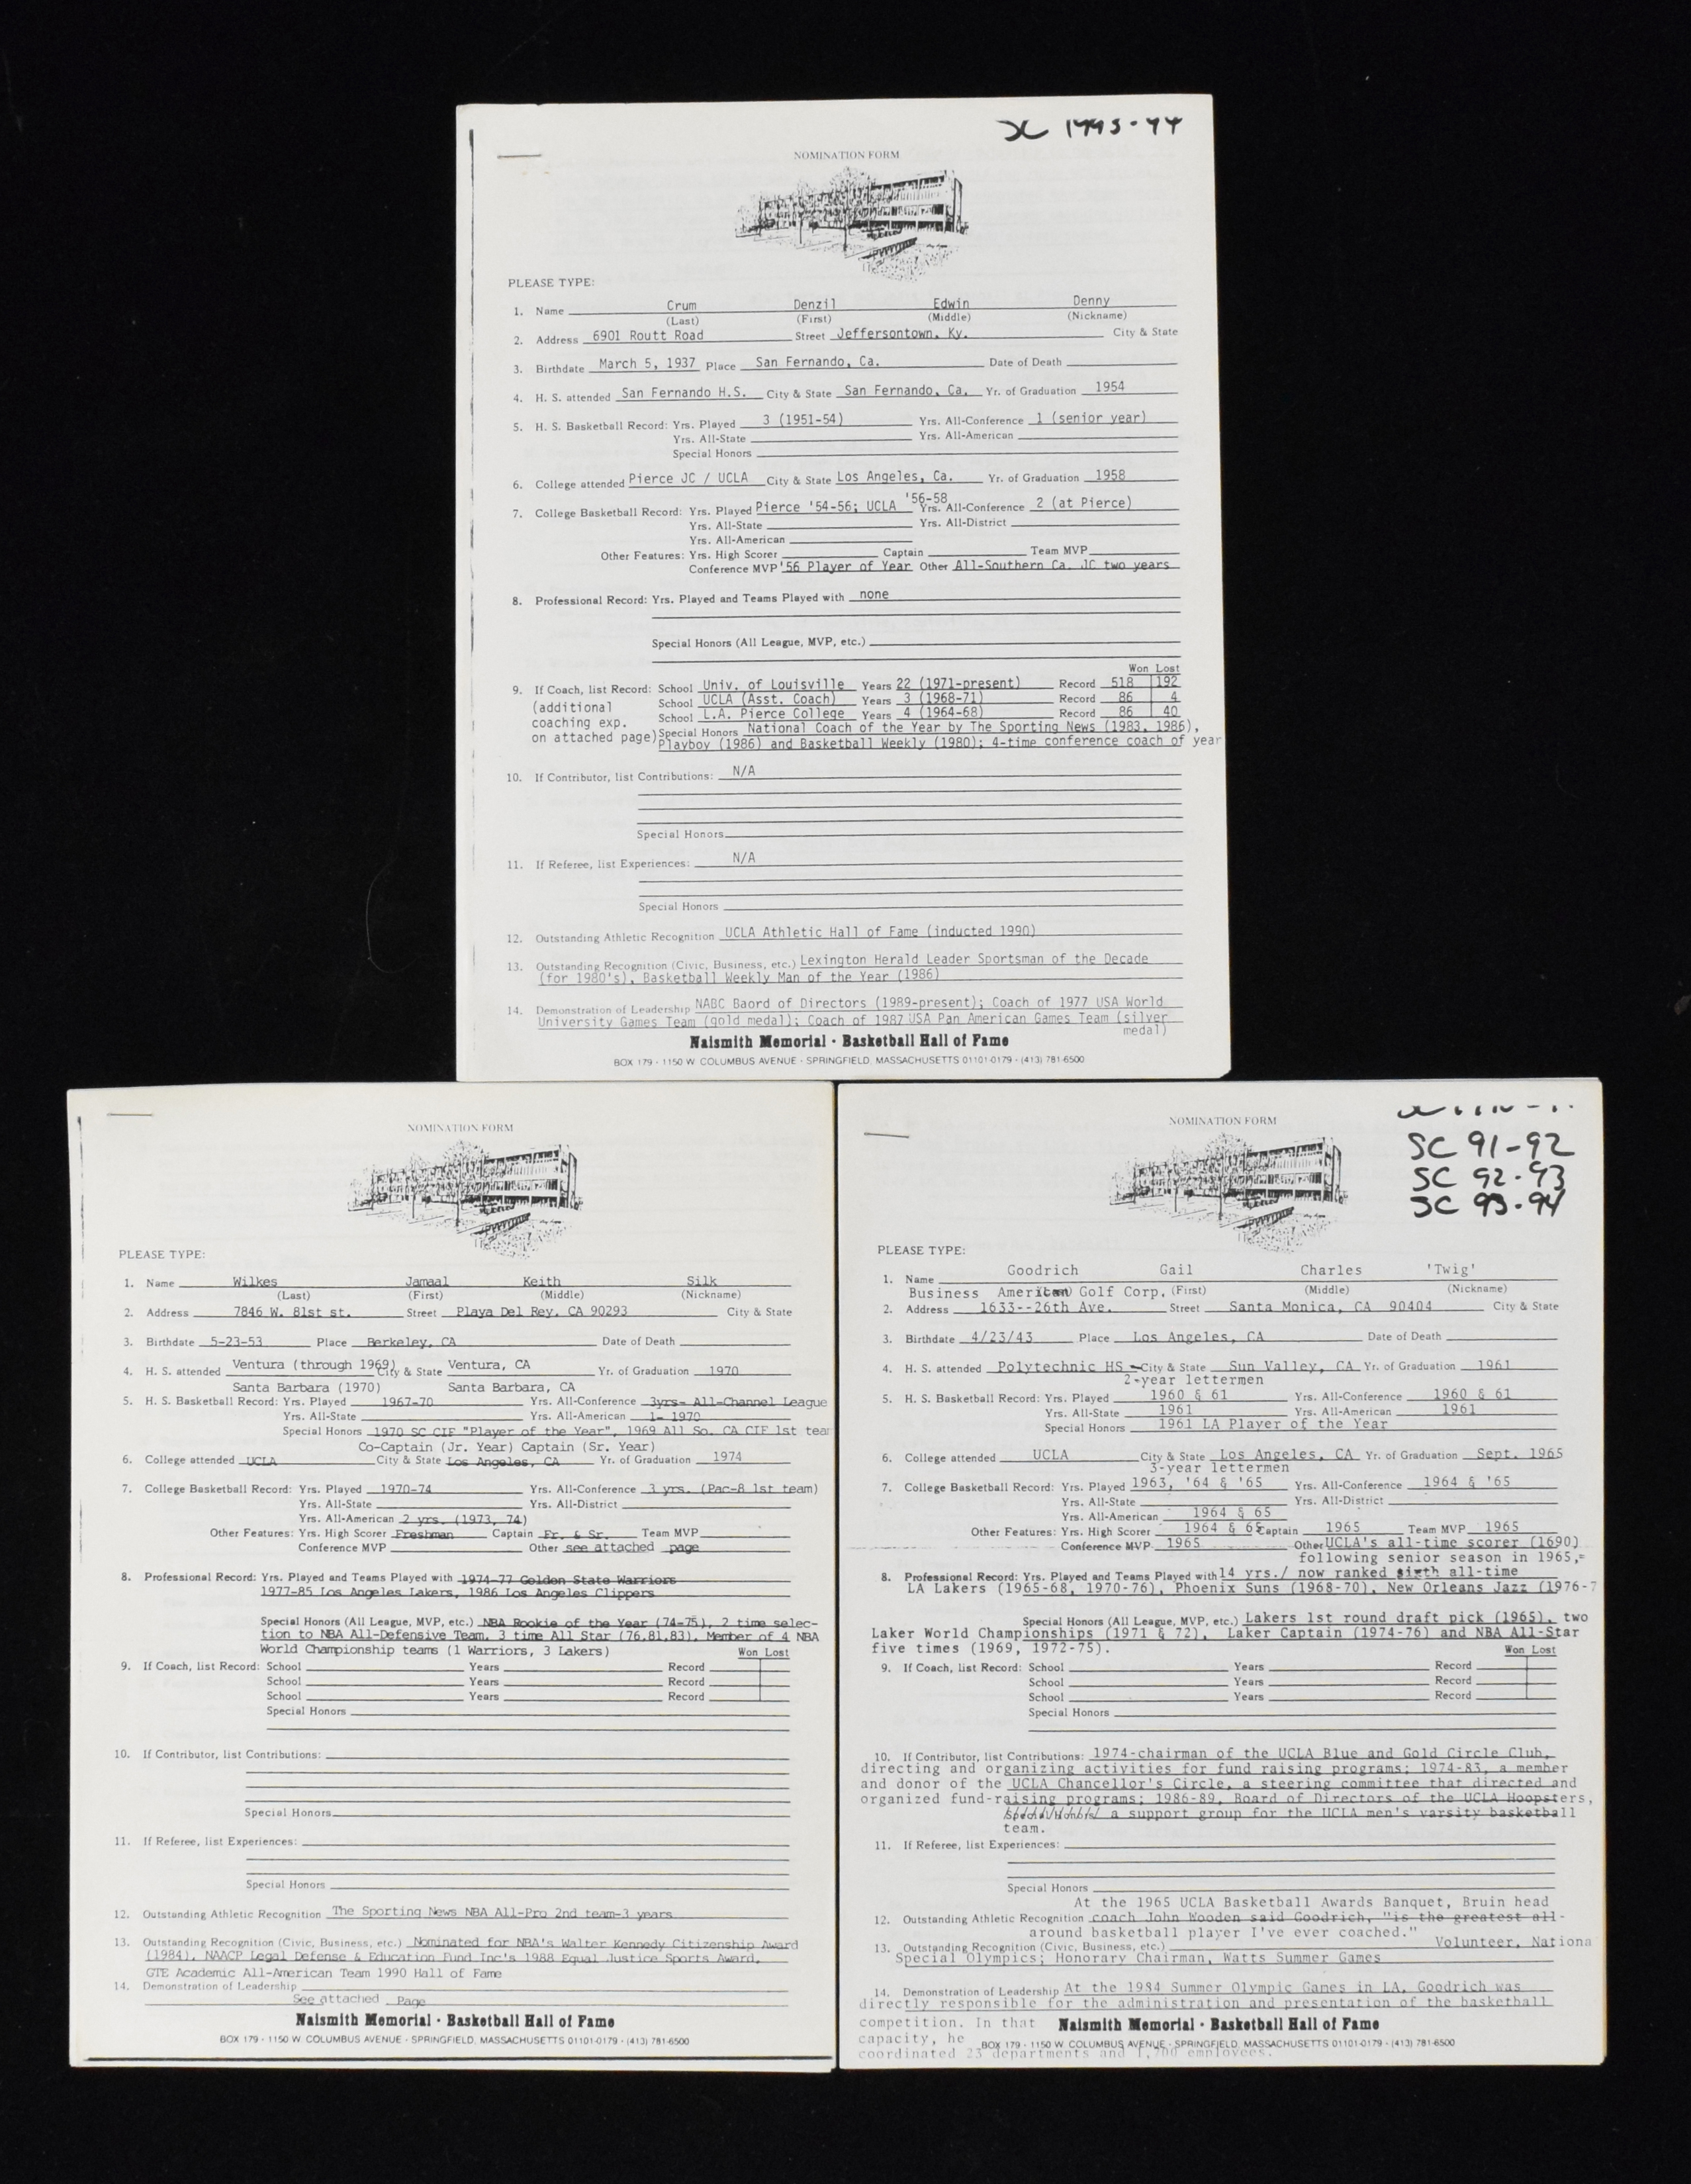 SC 1993-94
NOMINATION FORM
PLEASE TYPE:
1. Name Crum Denzil Edwin Denny
(Last) (First) (Middle) (Nickname)
2. Address 6901 Routt Road Street Jeffersontown, Ky. City & State
3. Birthdate March 5, 1937 Place San Fernando, Ca. Date of Death
4. H. S. attended San Fernando H.S. City & State San Fernando, Ca. Yr. of Graduation 1954
5. H. S. Basketball Record: Yrs. Played 3 (1951-54) Yrs. All-Conference 1 (senior year)
Yrs. All-State Yrs. All-American
Special Honors
6. College attended Pierce JC / UCLA City & State Los Angeles, Ca. Yr. of Graduation 1958
7. College Basketball Record: Yrs. Played Pierce '54-56; UCLA '56-58 Yrs. All-Conference 2 (at Pierce)
Yrs. All-State Yrs. All-District
Yrs. All-American
Other Features: Yrs. High Scorer Captain Team MVP
Conference MVP '56 Player of Year Other All-Southern Ca. JC two years
8. Professional Record: Yrs. Played and Teams Played with none
Special Honors (All League, MVP, etc.)
Won Lost
9. If Coach, list Record: School Univ. of Louisville Years 22 (1971-present) Record 518 192
(additional School UCLA (Asst. Coach) Years 3 (1968-71) Record 86 4
coaching exp. School L.A. Pierce College Years 4 (1964-68) Record 86 40
on attached page) Special Honors National Coach of the Year by The Sporting News (1983, 1986),
Playboy (1986) and Basketball Weekly (1980); 4-time conference coach of year
10. If Contributor, list Contributions: N/A
Special Honors
11. If Referee, list Experiences: N/A
Special Honors
12. Outstanding Athletic Recognition UCLA Athletic Hall of Fame (inducted 1990)
13. Outstanding Recognition (Civic, Business, etc.) Lexington Herald Leader Sportsman of the Decade
(for 1980's), Basketball Weekly Man of the Year (1986)
14. Demonstration of Leadership NABC Baord of Directors (1989-present); Coach of 1977 USA World
University Games Team (gold medal); Coach of 1987 USA Pan American Games Team (silver
medal)
Naismith Memorial · Basketball Hall of Fame
BOX 179 - 1150 W. COLUMBUS AVENUE - SPRINGFIELD, MASSACHUSETTS 01101-0179 - (413) 781-6500
NOMINATION FORM
PLEASE TYPE:
1. Name Wilkes Jamaal Keith Silk
(Last) (First) (Middle) (Nickname)
2. Address 7846 W. 81st st. Street Playa Del Rey, CA 90293 City & State
3. Birthdate 5-23-53 Place Berkeley, CA Date of Death
4. H. S. attended Ventura (through 1969) City & State Ventura, CA Yr. of Graduation 1970
Santa Barbara (1970) Santa Barbara, CA
5. H. S. Basketball Record: Yrs. Played 1967-70 Yrs. All-Conference 3yrs- All-Channel League
Yrs. All-State Yrs. All-American 1- 1970
Special Honors 1970 SC CIF "Player of the Year", 1969 All So. CA CIF 1st tea
Co-Captain (Jr. Year) Captain (Sr. Year)
6. College attended UCLA City & State Los Angeles, CA Yr. of Graduation 1974
7. College Basketball Record: Yrs. Played 1970-74 Yrs. All-Conference 3 yrs. (Pac-8 1st team)
Yrs. All-State Yrs. All-District
Yrs. All-American 2 yrs. (1973, 74)
Other Features: Yrs. High Scorer Freshman Captain Fr. & Sr. Team MVP
Conference MVP Other see attached page
8. Professional Record: Yrs. Played and Teams Played with 1974-77 Golden State Warriors
1977-85 Los Angeles Lakers, 1986 Los Angeles Clippers
Special Honors (All League, MVP, etc.) NBA Rookie of the Year (74-75), 2 time selec-
tion to NBA All-Defensive Team, 3 time All Star (76,81,83), Member of 4 NBA
World Championship teams (1 Warriors, 3 Lakers)
Won Lost
9. If Coach, list Record: School Years Record
School Years Record
School Years Record
Special Honors
10. If Contributor, list Contributions:
Special Honors
11. If Referee, list Experiences:
Special Honors
12. Outstanding Athletic Recognition The Sporting News NBA All-Pro 2nd team-3 years
13. Outstanding Recognition (Civic, Business, etc.) Nominated for NBA's Walter Kennedy Citizenship Award
(1984), NAACP Legal Defense & Education Fund Inc's 1988 Equal Justice Sports Award,
GTE Academic All-American Team 1990 Hall of Fame
14. Demonstration of Leadership
See attached Page
Naismith Memorial · Basketball Hall of Fame
BOX 179 - 1150 W. COLUMBUS AVENUE - SPRINGFIELD, MASSACHUSETTS 01101-0179 - (413) 781-6500
SC 91-92
SC 92-93
SC 93-94
NOMINATION FORM
PLEASE TYPE:
1. Name Goodrich Gail Charles 'Twig'
(First) (Middle) (Nickname)
Business American Golf Corp,
2. Address 1633--26th Ave. Street Santa Monica, CA 90404 City & State
3. Birthdate 4/23/43 Place Los Angeles, CA Date of Death
4. H. S. attended Polytechnic HS City & State Sun Valley, CA Yr. of Graduation 1961
2-year lettermen
5. H. S. Basketball Record: Yrs. Played 1960 & 61 Yrs. All-Conference 1960 & 61
Yrs. All-State 1961 Yrs. All-American 1961
Special Honors 1961 LA Player of the Year
6. College attended UCLA City & State Los Angeles, CA Yr. of Graduation Sept. 1965
3-year lettermen
7. College Basketball Record: Yrs. Played 1963, '64 & '65 Yrs. All-Conference 1964 & '65
Yrs. All-State Yrs. All-District
Yrs. All-American 1964 & 65
Other Features: Yrs. High Scorer 1964 & 65 Captain 1965 Team MVP 1965
Conference MVP 1965 Other UCLA's all-time scorer (1690)
following senior season in 1965,=
8. Professional Record: Yrs. Played and Teams Played with 14 yrs./ now ranked sixth all-time
LA Lakers (1965-68, 1970-76), Phoenix Suns (1968-70), New Orleans Jazz (1976-7
Special Honors (All League, MVP, etc.) Lakers 1st round draft pick (1965), two
Laker World Championships (1971 & 72), Laker Captain (1974-76) and NBA All-Star
five times (1969, 1972-75).
Won Lost
9. If Coach, list Record: School Years Record
School Years Record
School Years Record
Special Honors
10. If Contributor, list Contributions: 1974-chairman of the UCLA Blue and Gold Circle Club,
directing and organizing activities for fund raising programs; 1974-83, a member
and donor of the UCLA Chancellor's Circle, a steering committee that directed and
organized fund-raising programs; 1986-89, Board of Directors of the UCLA Hoopsters,
a support group for the UCLA men's varsity basketball
team.
11. If Referee, list Experiences:
Special Honors
At the 1965 UCLA Basketball Awards Banquet, Bruin head
12. Outstanding Athletic Recognition coach John Wooden said Goodrich, "is the greatest all-
around basketball player I've ever coached."
13. Outstanding Recognition (Civic, Business, etc.) Volunteer, Nationa
Special Olympics; Honorary Chairman, Watts Summer Games
14. Demonstration of Leadership At the 1984 Summer Olympic Games in LA, Goodrich was
directly responsible for the administration and presentation of the basketball
competition. In that
Naismith Memorial · Basketball Hall of Fame
capacity, he
BOX 179 - 1150 W. COLUMBUS AVENUE - SPRINGFIELD, MASSACHUSETTS 01101-0179 - (413) 781-6500
coordinated 23 departments and 1,700 employees.